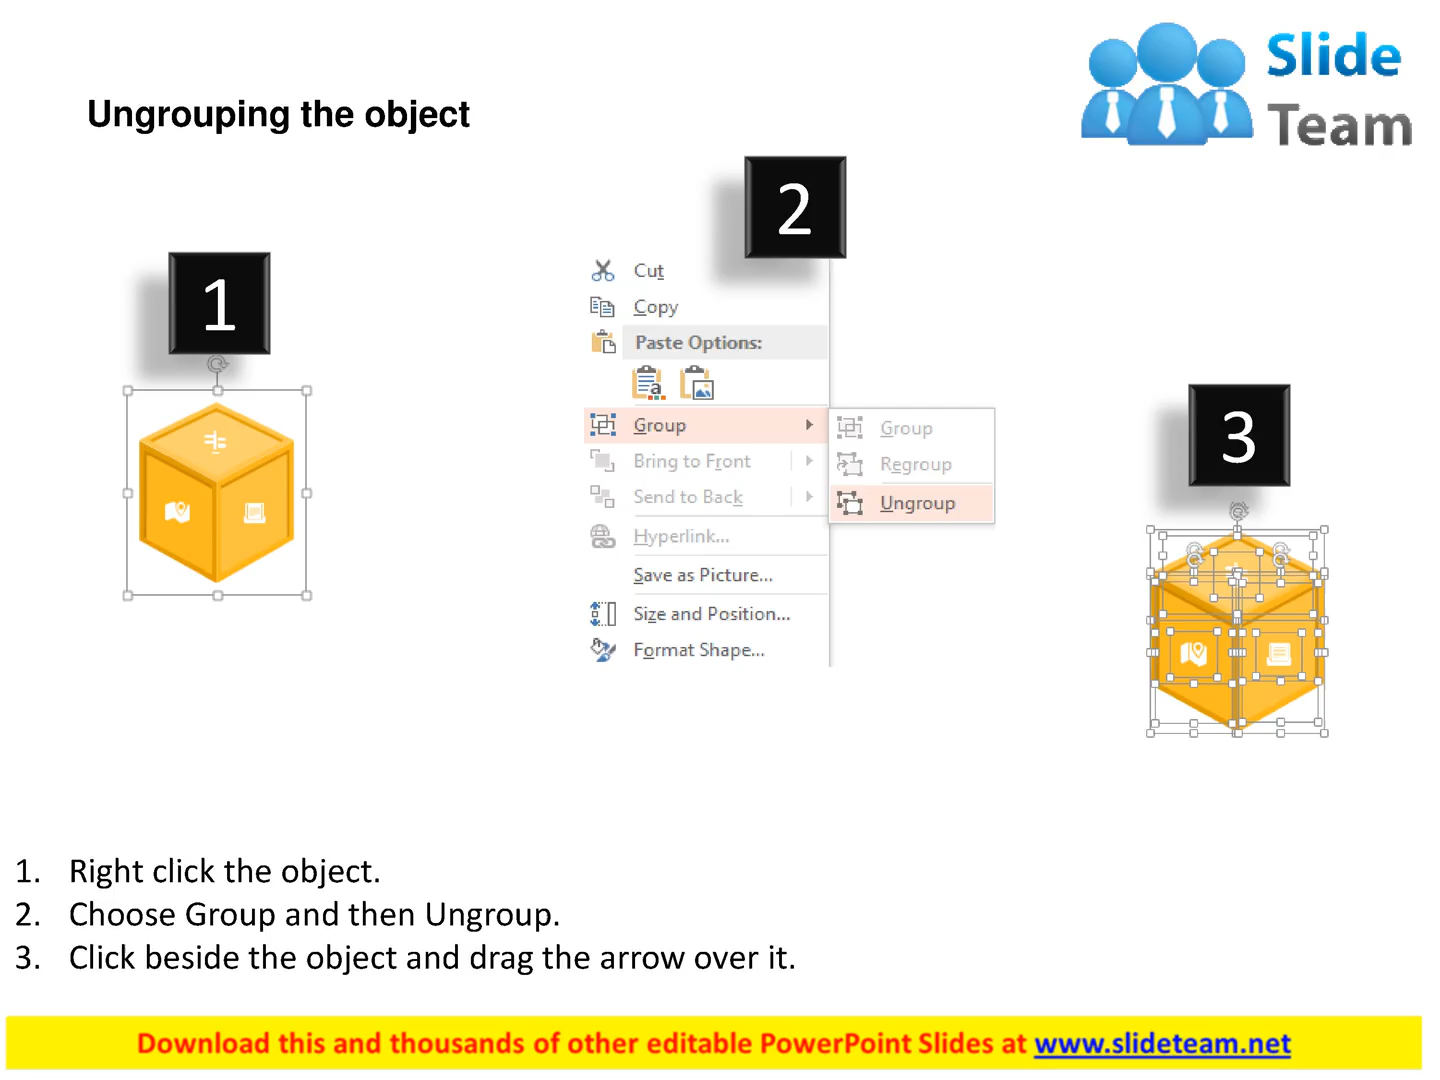 Slide
Team
Ungrouping the object
1
2
3
Cut
Copy
Paste Options:
Group
Bring to Front
Send to Back
Hyperlink...
Save as Picture...
Size and Position...
Format Shape...
Group
Regroup
Ungroup
1. Right click the object.
2. Choose Group and then Ungroup.
3. Click beside the object and drag the arrow over it.
Download this and thousands of other editable PowerPoint Slides at www.slideteam.net